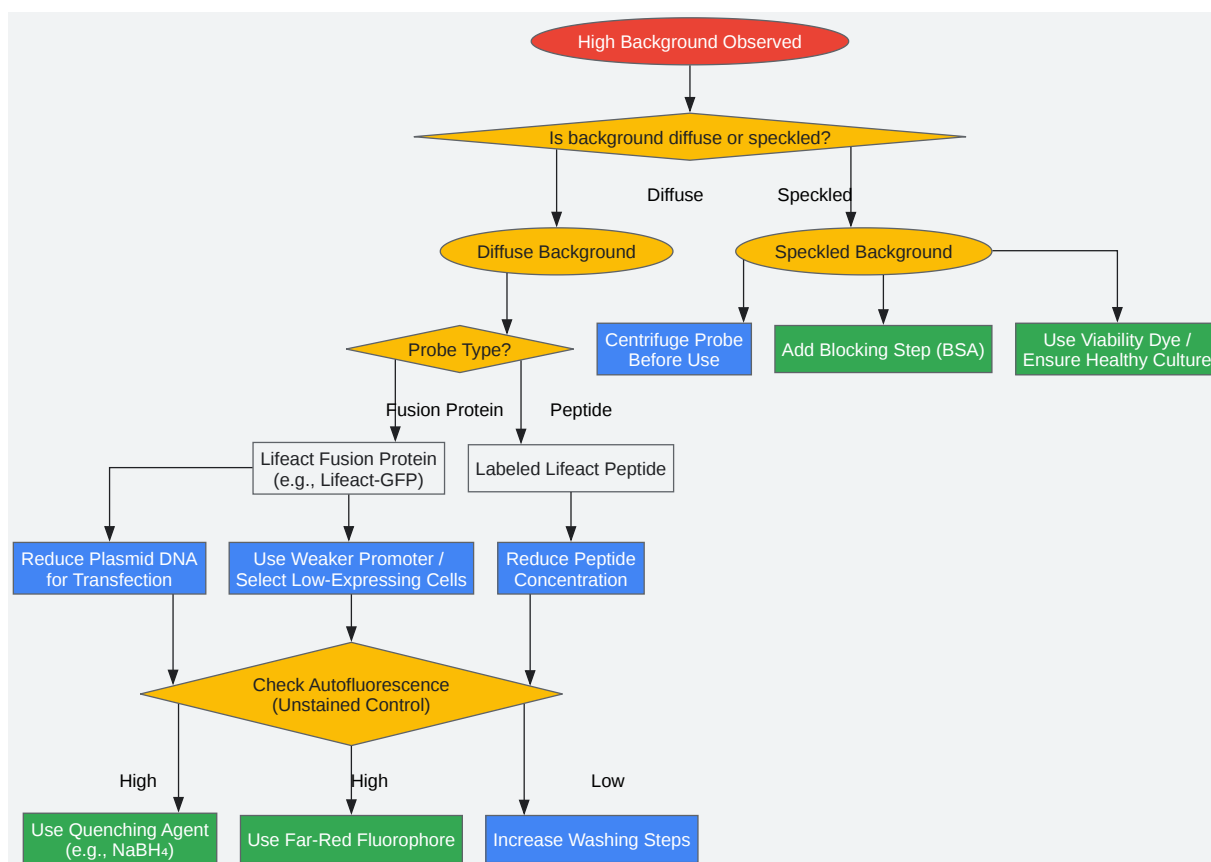 High Background Observed
Is background diffuse or speckled?
Diffuse
Speckled
Diffuse Background
Speckled Background
Probe Type?
Centrifuge Probe
Before Use
Add Blocking Step (BSA)
Use Viability Dye /
Ensure Healthy Culture
Fusion Protein
Peptide
Lifeact Fusion Protein
(e.g., Lifeact-GFP)
Labeled Lifeact Peptide
Reduce Plasmid DNA
for Transfection
Use Weaker Promoter /
Select Low-Expressing Cells
Reduce Peptide
Concentration
Check Autofluorescence
(Unstained Control)
High
High
Low
Use Quenching Agent
(e.g., NaBH₄)
Use Far-Red Fluorophore
Increase Washing Steps